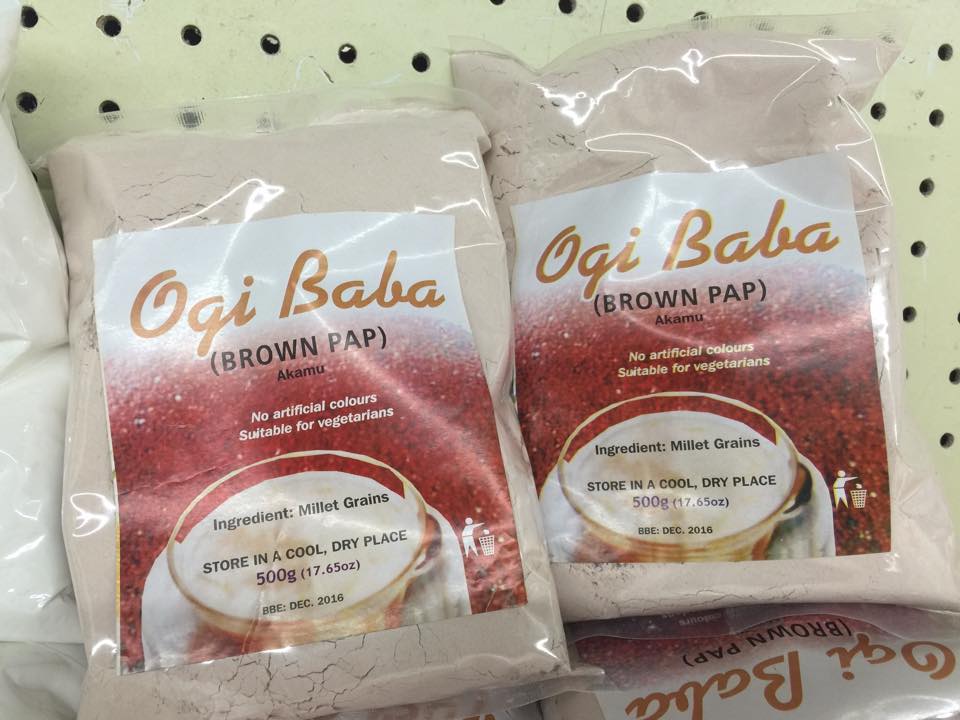 Ogi Baba
(BROWN PAP)
Akamu
No artificial colours
Suitable for vegetarians
Ingredient: Millet Grains
STORE IN A COOL, DRY PLACE
500g (17.65oz)
BBE: DEC. 2016
Ogi Baba
(BROWN PAP)
Akamu
No artificial colours
Suitable for vegetarians
Ingredient: Millet Grains
STORE IN A COOL, DRY PLACE
500g (17.65oz)
BBE: DEC. 2016
colours
(BROWN PAP)
Ogi Baba